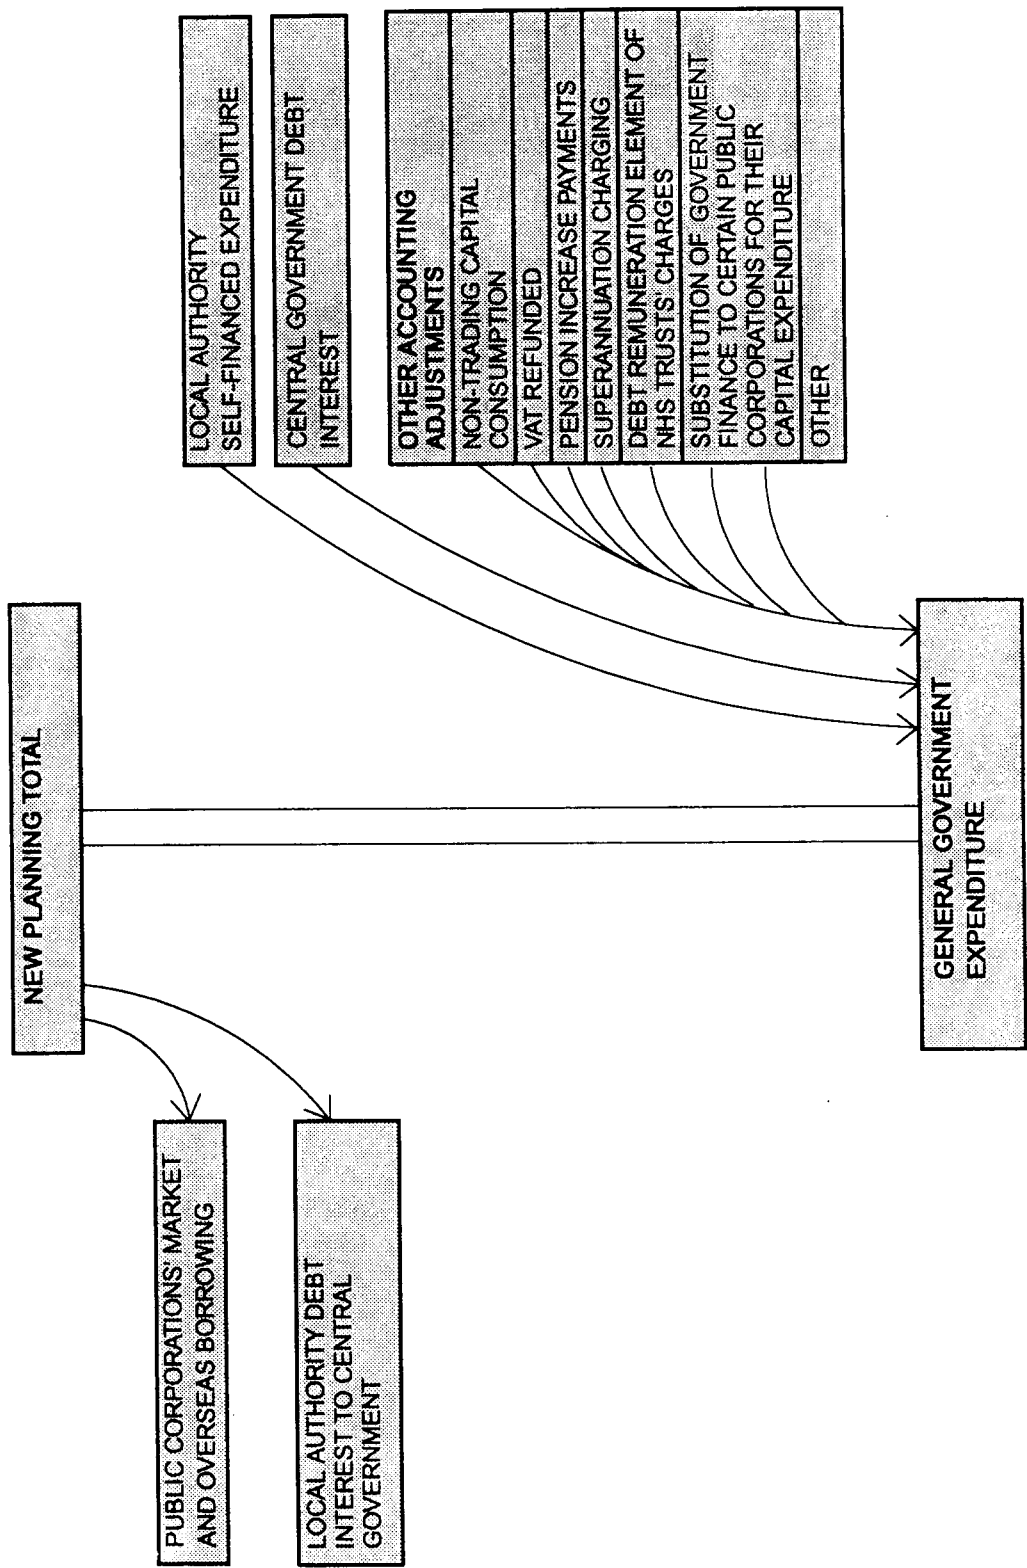 NEW PLANNING TOTAL
PUBLIC CORPORATIONS' MARKET
AND OVERSEAS BORROWING
LOCAL AUTHORITY DEBT
INTEREST TO CENTRAL
GOVERNMENT
LOCAL AUTHORITY
SELF-FINANCED EXPENDITURE
CENTRAL GOVERNMENT DEBT
INTEREST
OTHER ACCOUNTING
ADJUSTMENTS
NON-TRADING CAPITAL
CONSUMPTION
VAT REFUNDED
PENSION INCREASE PAYMENTS
SUPERANNUATION CHARGING
DEBT REMUNERATION ELEMENT OF
NHS TRUSTS CHARGES
SUBSTITUTION OF GOVERNMENT
FINANCE TO CERTAIN PUBLIC
CORPORATIONS FOR THEIR
CAPITAL EXPENDITURE
OTHER
GENERAL GOVERNMENT
EXPENDITURE